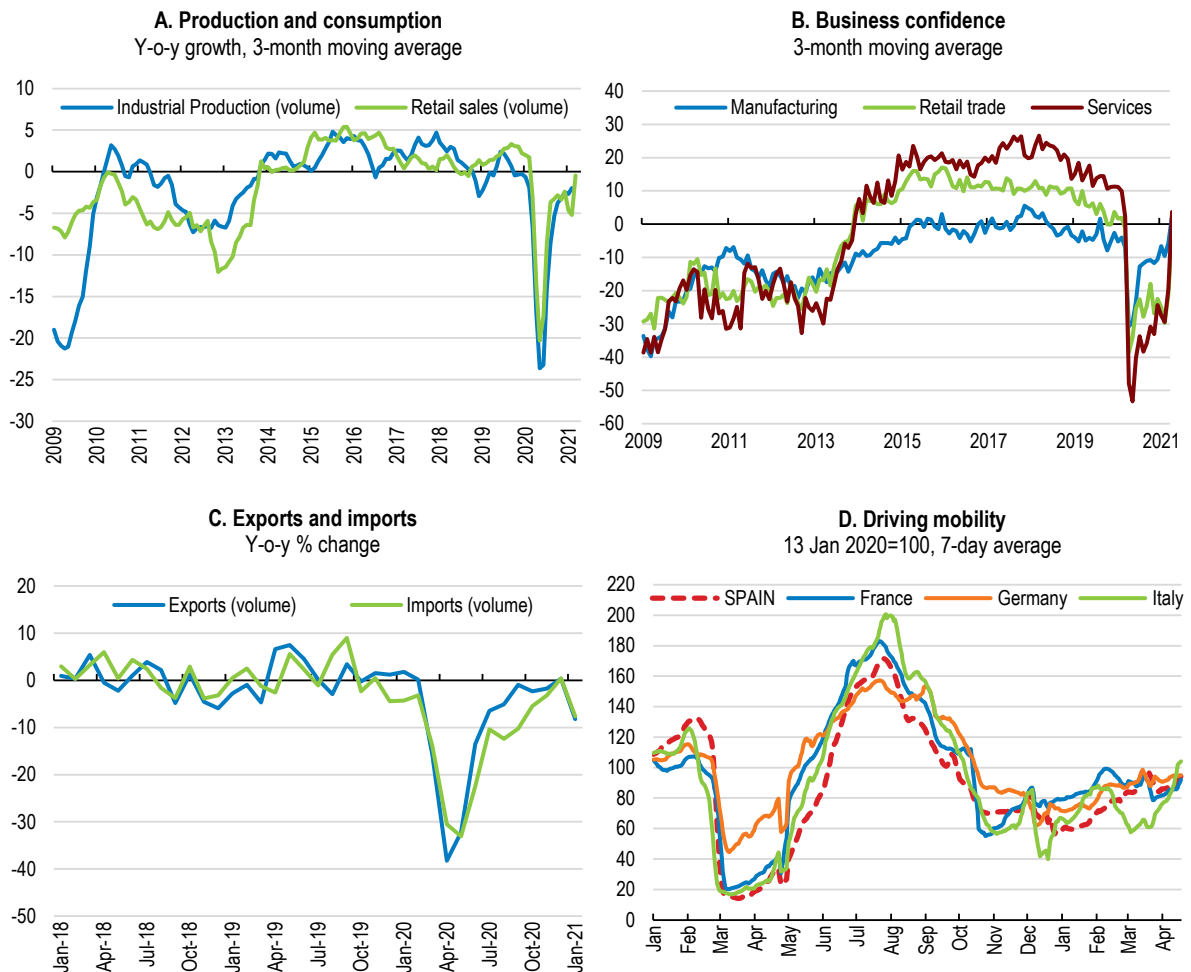 A. Production and consumption
Y-o-y growth, 3-month moving average
Industrial Production (volume) Retail sales (volume)
10
5
0
-5
-10
-15
-20
-25
-30
2009 2010 2011 2012 2013 2014 2015 2016 2017 2018 2019 2020 2021
B. Business confidence
3-month moving average
Manufacturing Retail trade Services
40
30
20
10
0
-10
-20
-30
-40
-50
-60
2009 2011 2013 2015 2017 2019 2021
C. Exports and imports
Y-o-y % change
Exports (volume) Imports (volume)
20
10
0
-10
-20
-30
-40
-50
Jan-18 Apr-18 Jul-18 Oct-18 Jan-19 Apr-19 Jul-19 Oct-19 Jan-20 Apr-20 Jul-20 Oct-20 Jan-21
D. Driving mobility
13 Jan 2020=100, 7-day average
SPAIN France Germany Italy
220
200
180
160
140
120
100
80
60
40
20
0
Jan Feb Mar Apr May Jun Jul Aug Sep Oct Nov Dec Jan Feb Mar Apr